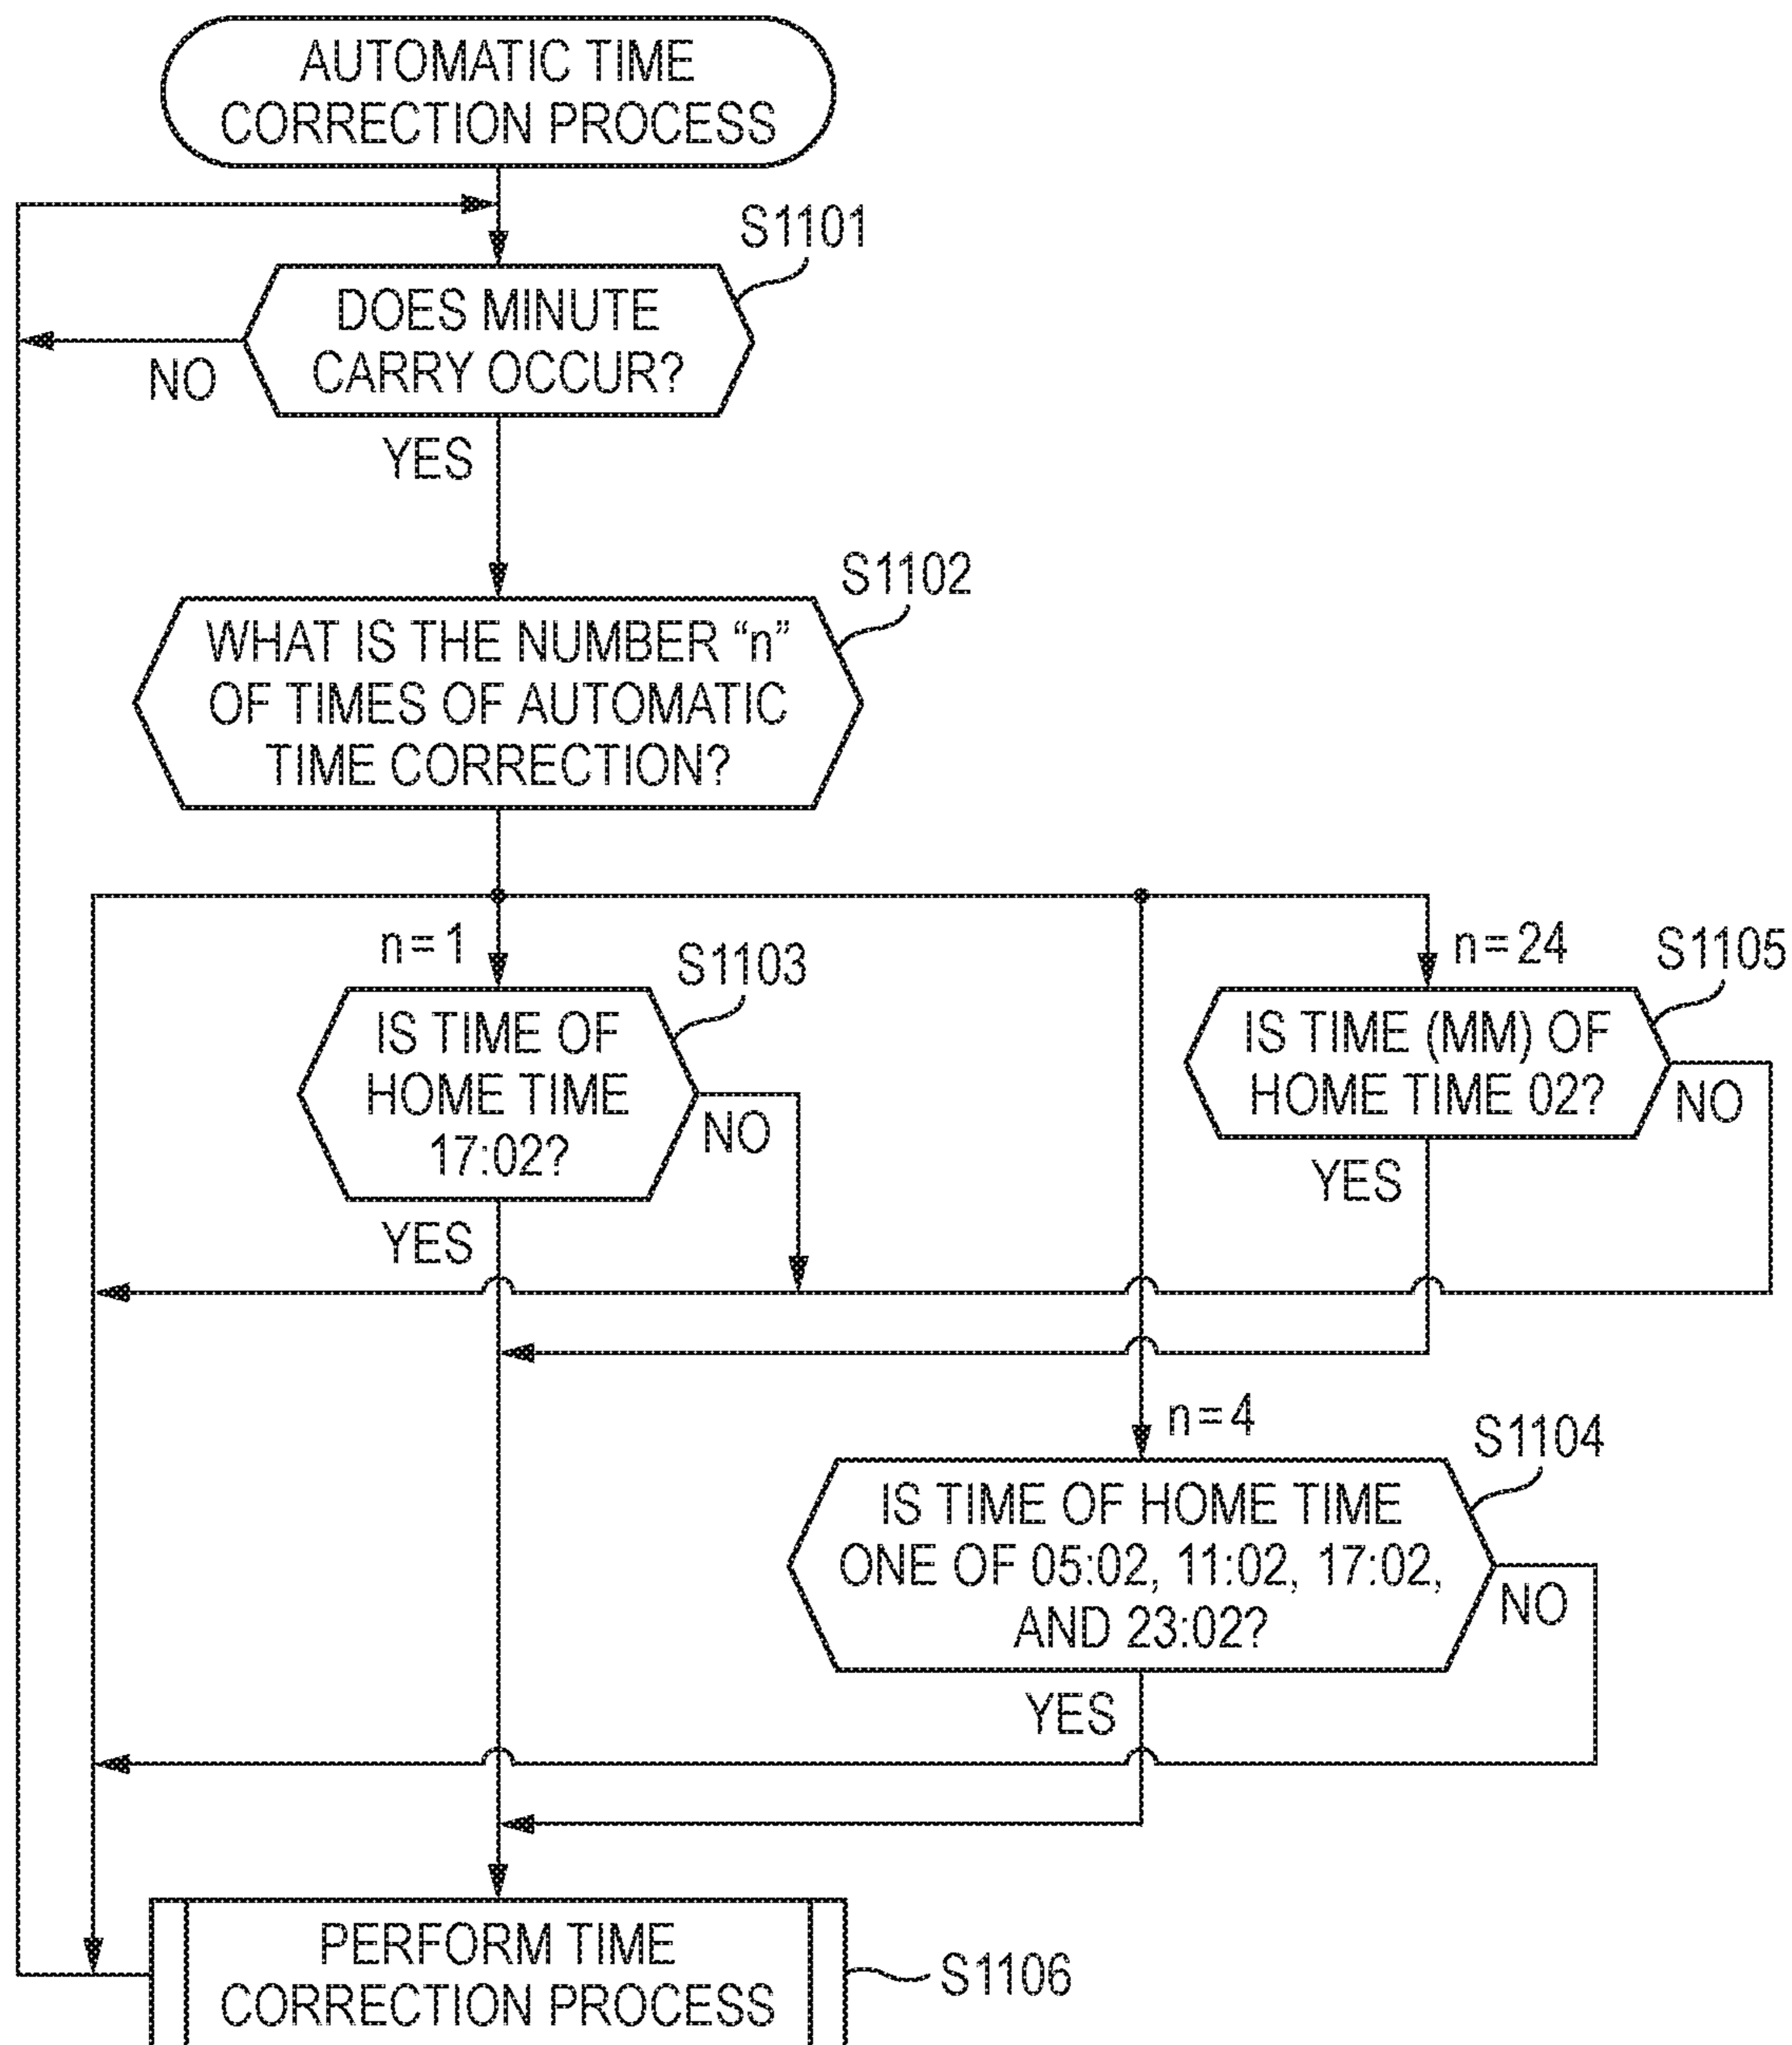 AUTOMATIC TIME
CORRECTION PROCESS
S1101
DOES MINUTE
CARRY OCCUR?
NO
YES
S1102
WHAT IS THE NUMBER “n”
OF TIMES OF AUTOMATIC
TIME CORRECTION?
n=1
S1103
IS TIME OF
HOME TIME
17:02?
NO
YES
n=24
S1105
IS TIME (MM) OF
HOME TIME 02?
NO
YES
n=4
S1104
IS TIME OF HOME TIME
ONE OF 05:02, 11:02, 17:02,
AND 23:02?
NO
YES
PERFORM TIME
CORRECTION PROCESS
S1106